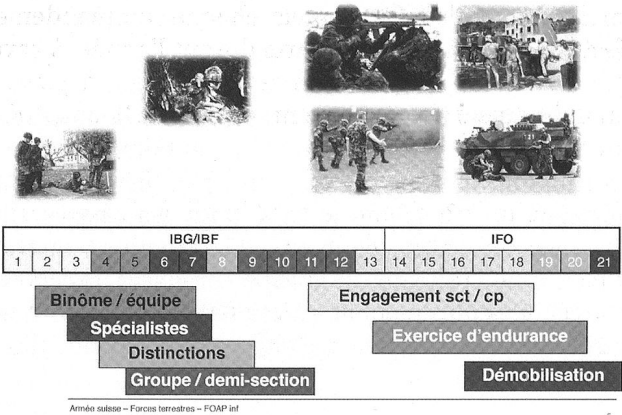 IBG/IBF IFO
1 2 3 4 5 6 7 8 9 10 11 12 13 14 15 16 17 18 19 20 21
Binôme / équipe
Engagement sct / cp
Spécialistes
Exercice d'endurance
Distinctions
Groupe / demi-section
Démobilisation
Armée suisse – Forces terrestres – FOAP inf